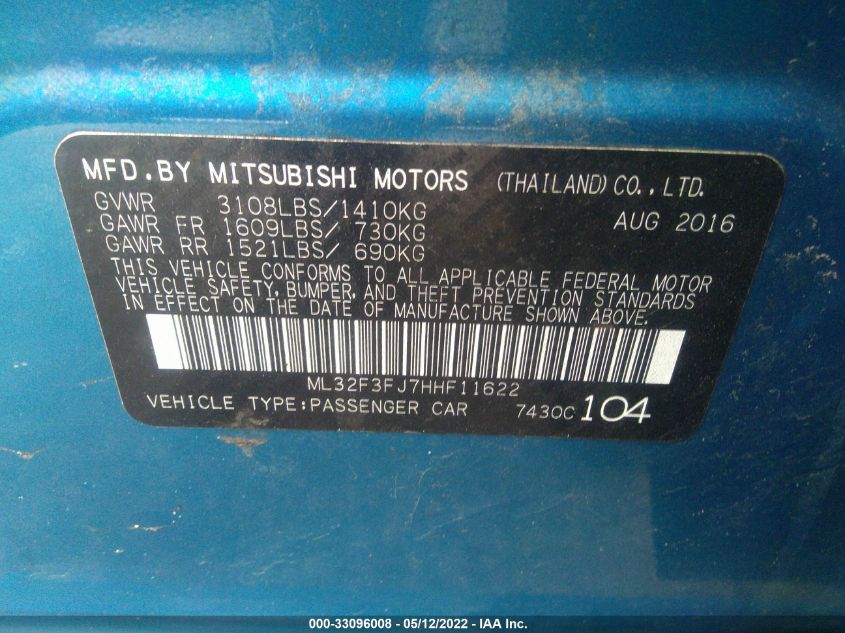 MFD.BY MITSUBISHI MOTORS (THAILAND) CO., LTD.
GVWR 3108LBS/1410KG AUG 2016
GAWR FR 1609LBS/ 730KG
GAWR RR 1521LBS/ 690KG
THIS VEHICLE CONFORMS TO ALL APPLICABLE FEDERAL MOTOR
VEHICLE SAFETY, BUMPER, AND THEFT PREVENTION STANDARDS
IN EFFECT ON THE DATE OF MANUFACTURE SHOWN ABOVE.
ML32F3FJ7HHF11622
VEHICLE TYPE:PASSENGER CAR 7430C 104
000-33096008 - 05/12/2022 - IAA Inc.